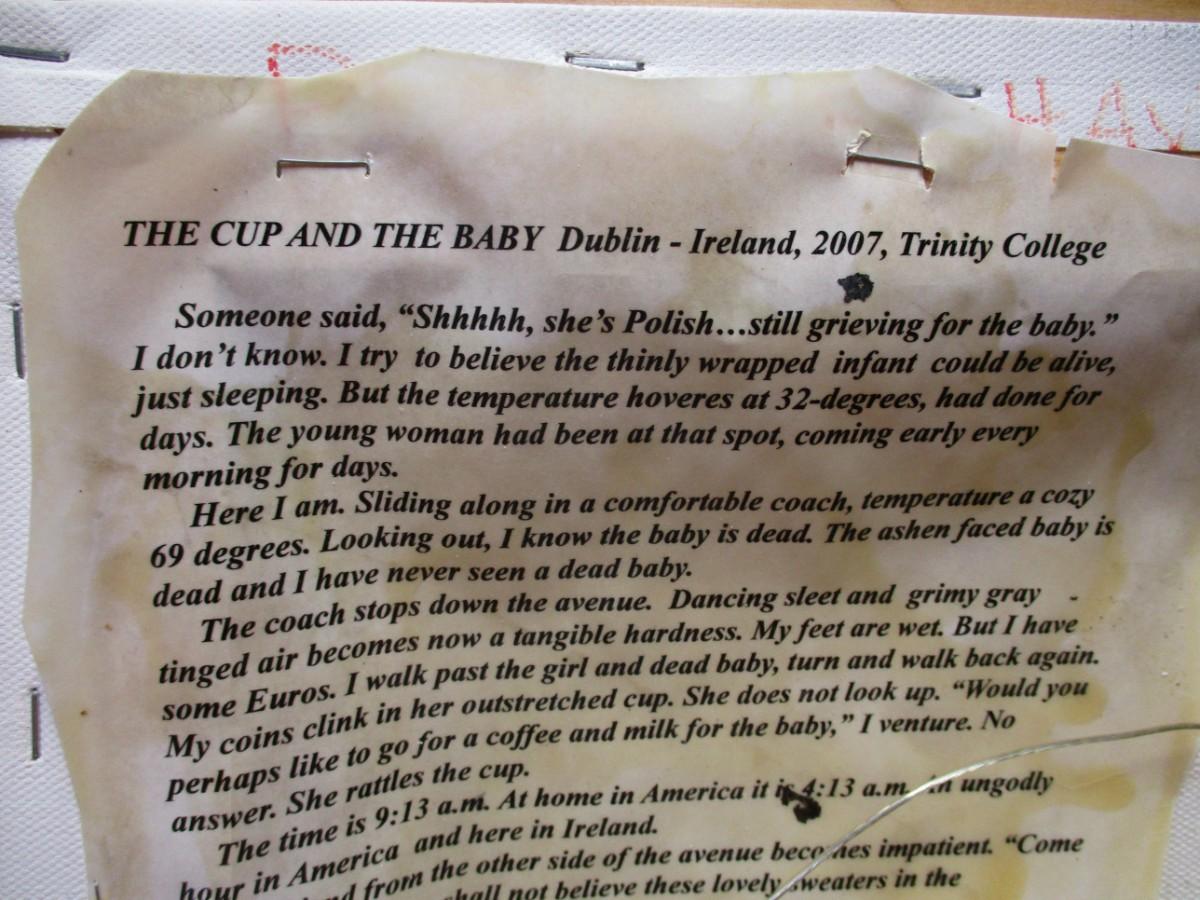 HAV
THE CUP AND THE BABY Dublin - Ireland, 2007, Trinity College
Someone said, “Shhhhh, she’s Polish…still grieving for the baby.”
I don’t know. I try to believe the thinly wrapped infant could be alive,
just sleeping. But the temperature hoveres at 32-degrees, had done for
days. The young woman had been at that spot, coming early every
morning for days.
Here I am. Sliding along in a comfortable coach, temperature a cozy
69 degrees. Looking out, I know the baby is dead. The ashen faced baby is
dead and I have never seen a dead baby.
The coach stops down the avenue. Dancing sleet and grimy gray -
tinged air becomes now a tangible hardness. My feet are wet. But I have
some Euros. I walk past the girl and dead baby, turn and walk back again.
My coins clink in her outstretched cup. She does not look up. “Would you
perhaps like to go for a coffee and milk for the baby,” I venture. No
answer. She rattles the cup.
The time is 9:13 a.m. At home in America it is 4:13 a.m. An ungodly
hour in America and here in Ireland.
from the other side of the avenue becomes impatient. “Come
shall not believe these lovely sweaters in the